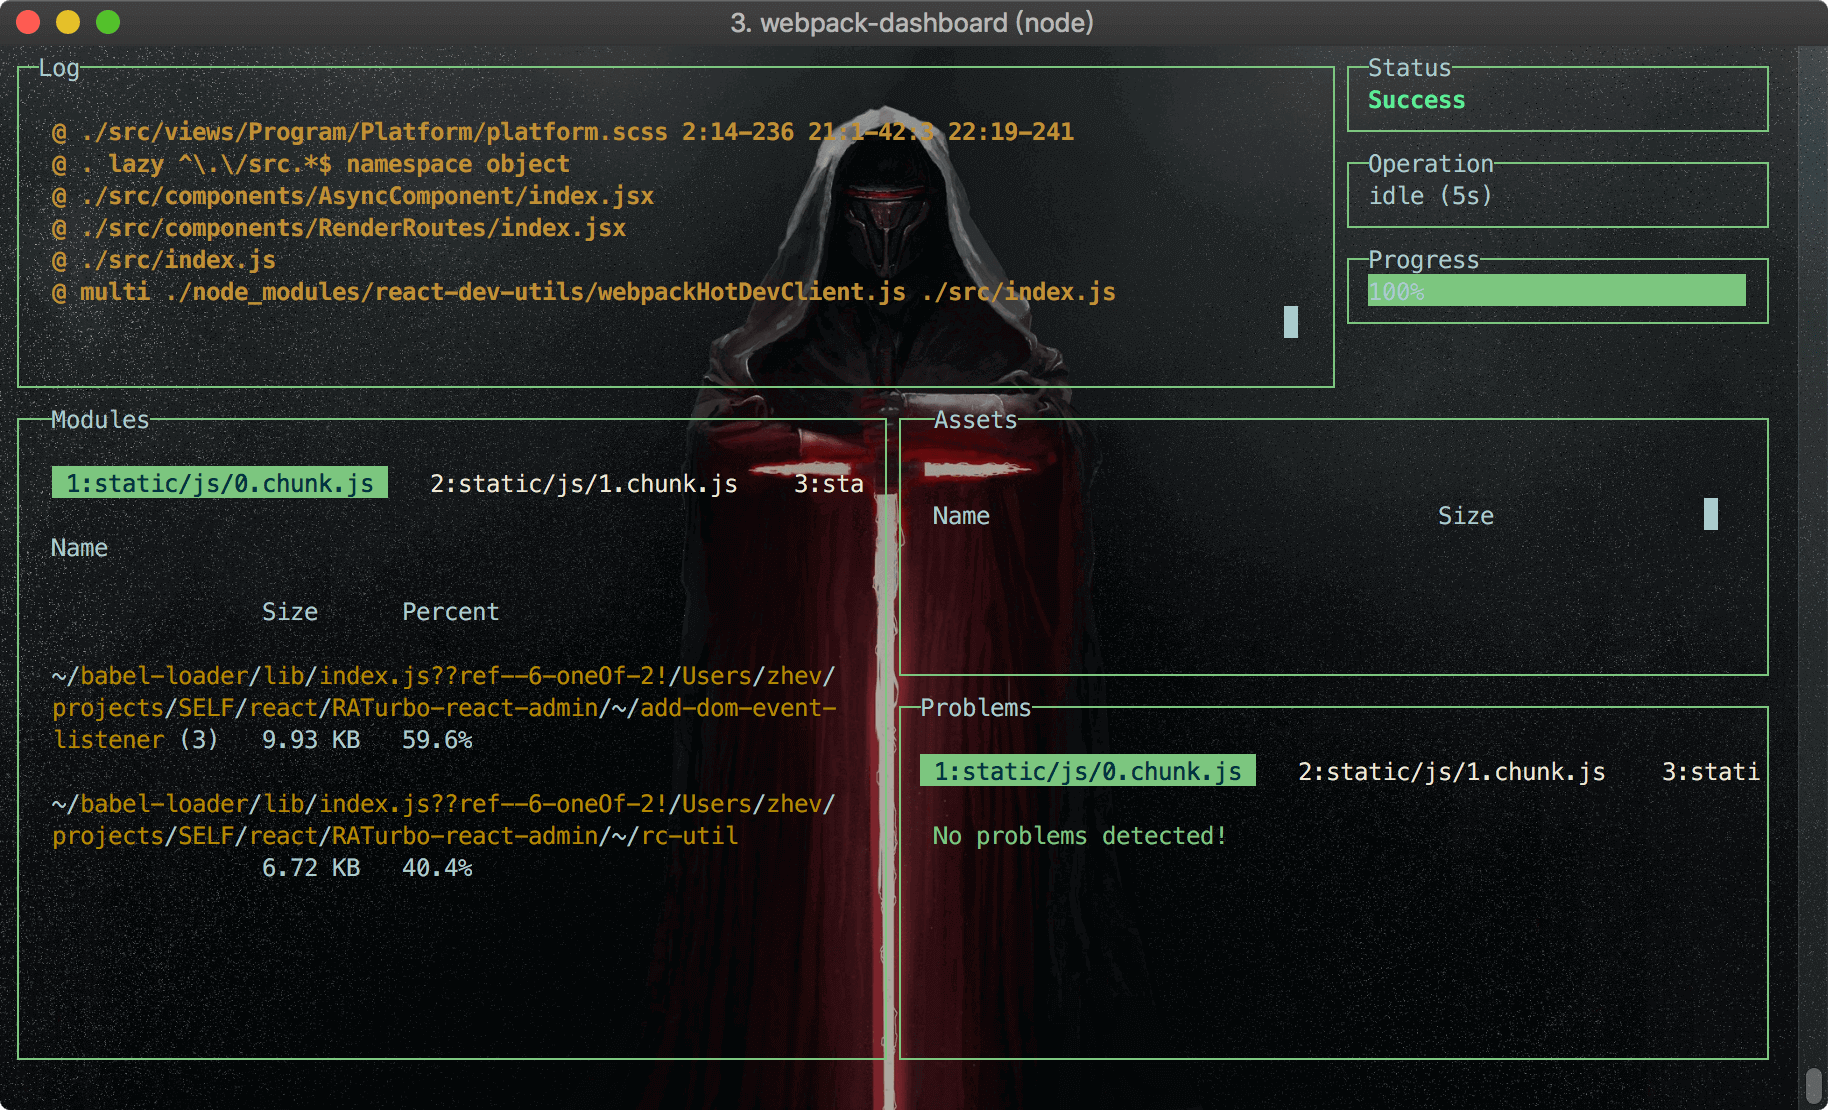 3. webpack-dashboard (node)
Log
@ ./src/views/Program/Platform/platform.scss 2:14-236 21:1-42:3 22:19-241
@ . lazy ^\.\/src.*$ namespace object
@ ./src/components/AsyncComponent/index.jsx
@ ./src/components/RenderRoutes/index.jsx
@ ./src/index.js
@ multi ./node_modules/react-dev-utils/webpackHotDevClient.js ./src/index.js
Status
Success
Operation
idle (5s)
Progress
100%
Modules
1:static/js/0.chunk.js 2:static/js/1.chunk.js 3:sta
Name
Size Percent
~/babel-loader/lib/index.js??ref--6-oneOf-2!/Users/zhev/
projects/SELF/react/RATurbo-react-admin/~/add-dom-event-
listener (3) 9.93 KB 59.6%
~/babel-loader/lib/index.js??ref--6-oneOf-2!/Users/zhev/
projects/SELF/react/RATurbo-react-admin/~/rc-util
6.72 KB 40.4%
Assets
Name Size
Problems
1:static/js/0.chunk.js 2:static/js/1.chunk.js 3:stati
No problems detected!